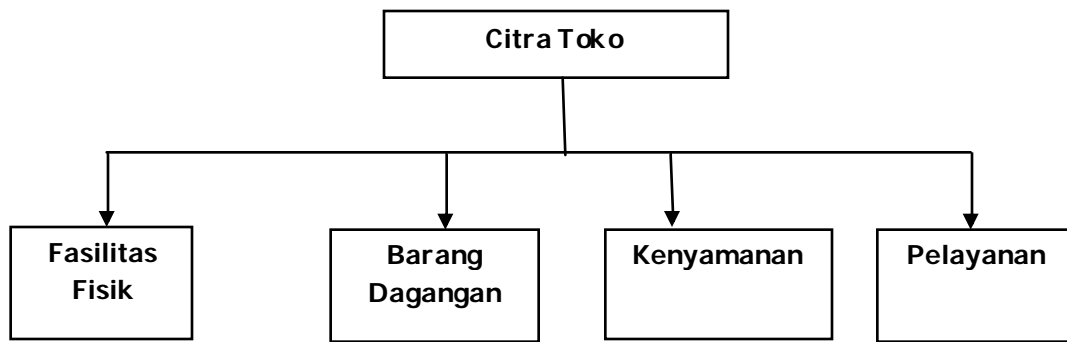 Citra Toko
Fasilitas
Fisik
Barang
Dagangan
Kenyamanan
Pelayanan